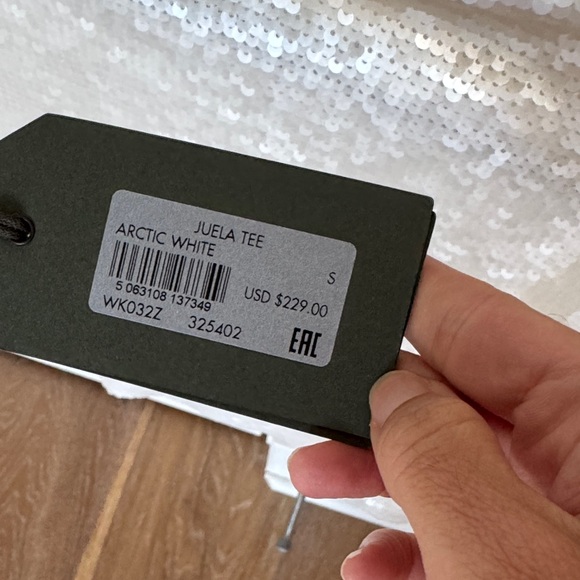 JUELA TEE
ARCTIC WHITE
S
5 063108 137349
USD $229.00
WK032Z 325402
EAC